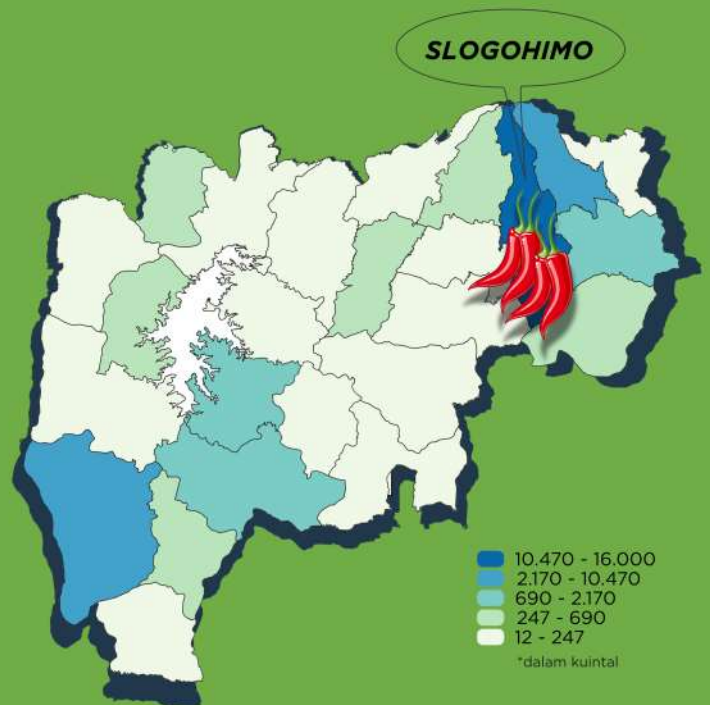 SLOGOHIMO
10.470 - 16.000
2.170 - 10.470
690 - 2.170
247 - 690
12 - 247
*dalam kuintal